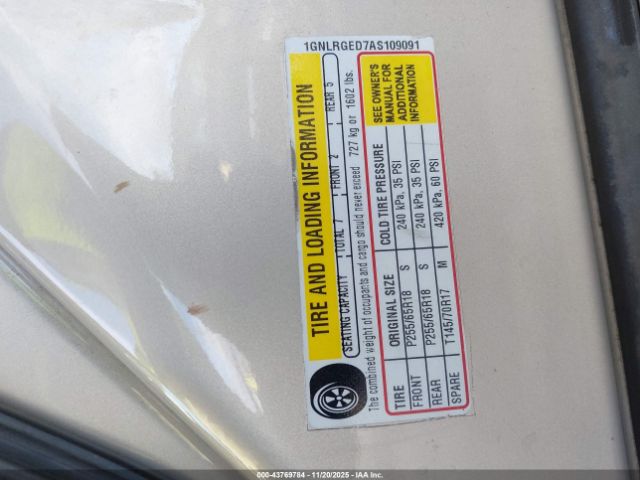 1GNLRGED7AS109091
TIRE AND LOADING INFORMATION
SEATING CAPACITY TOTAL 7 FRONT 2 REAR 5
The combined weight of occupants and cargo should never exceed 727 kg or 1602 lbs.
TIRE ORIGINAL SIZE COLD TIRE PRESSURE
FRONT P255/65R18 S 240 kPa, 35 PSI
REAR P255/65R18 S 240 kPa, 35 PSI
SPARE T145/70R17 M 420 kPa, 60 PSI
SEE OWNER'S
MANUAL FOR
ADDITIONAL
INFORMATION
000-43769784 - 11/20/2025 - IAA Inc.